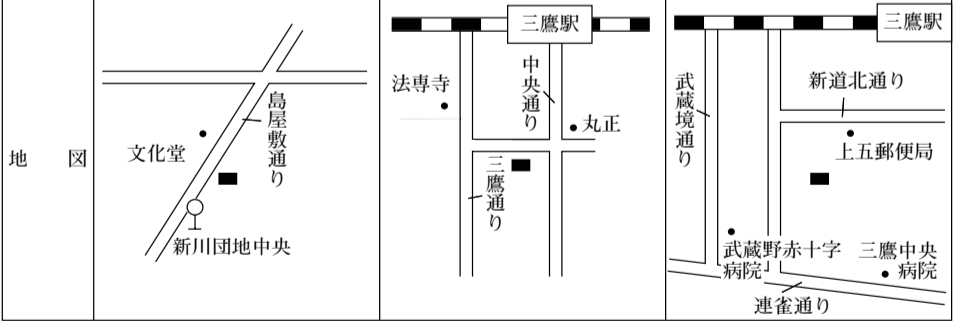 地図
島屋敷通り
文化堂
新川団地中央
三鷹駅
法専寺
中央通り
丸正
三鷹通り
三鷹駅
武蔵境通り
新道北通り
上五郵便局
武蔵野赤十字
病院
三鷹中央
病院
連雀通り